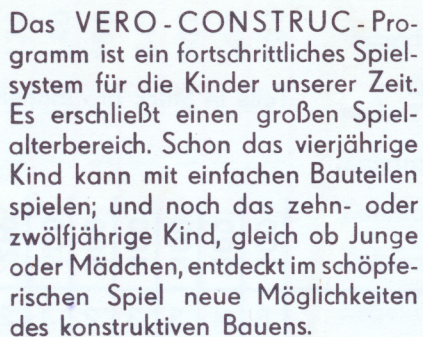 Das VERO-CONSTRUC-Pro-
gramm ist ein fortschrittliches Spiel-
system für die Kinder unserer Zeit.
Es erschließt einen großen Spiel-
alterbereich. Schon das vierjährige
Kind kann mit einfachen Bauteilen
spielen; und noch das zehn- oder
zwölfjährige Kind, gleich ob Junge
oder Mädchen, entdeckt im schöpfe-
rischen Spiel neue Möglichkeiten
des konstruktiven Bauens.